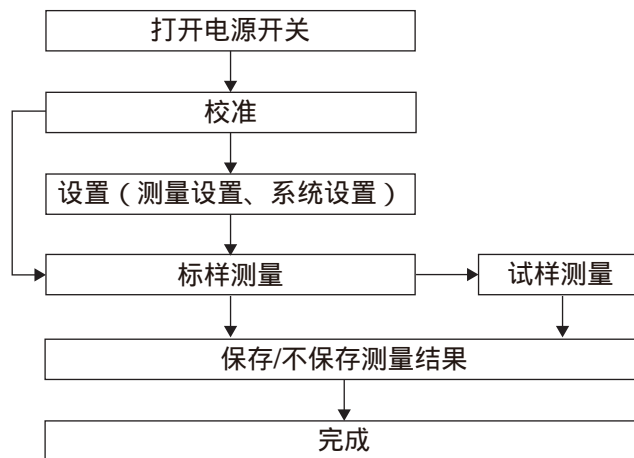 打开电源开关
校准
设置（测量设置、系统设置）
标样测量
试样测量
保存/不保存测量结果
完成